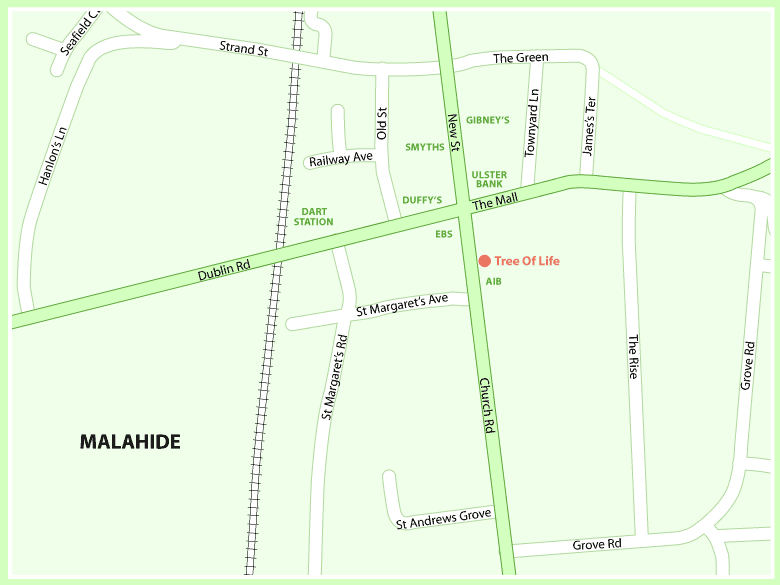 Seafield C
Strand St
The Green
Hanlon's Ln
Old St
New St
GIBNEY'S
Townyard Ln
James's Ter
SMYTHS
Railway Ave
ULSTER
BANK
DUFFY'S
The Mall
DART
STATION
EBS
Dublin Rd
Tree Of Life
AIB
St Margaret's Ave
St Margaret's Rd
The Rise
Grove Rd
Church Rd
MALAHIDE
St Andrews Grove
Grove Rd